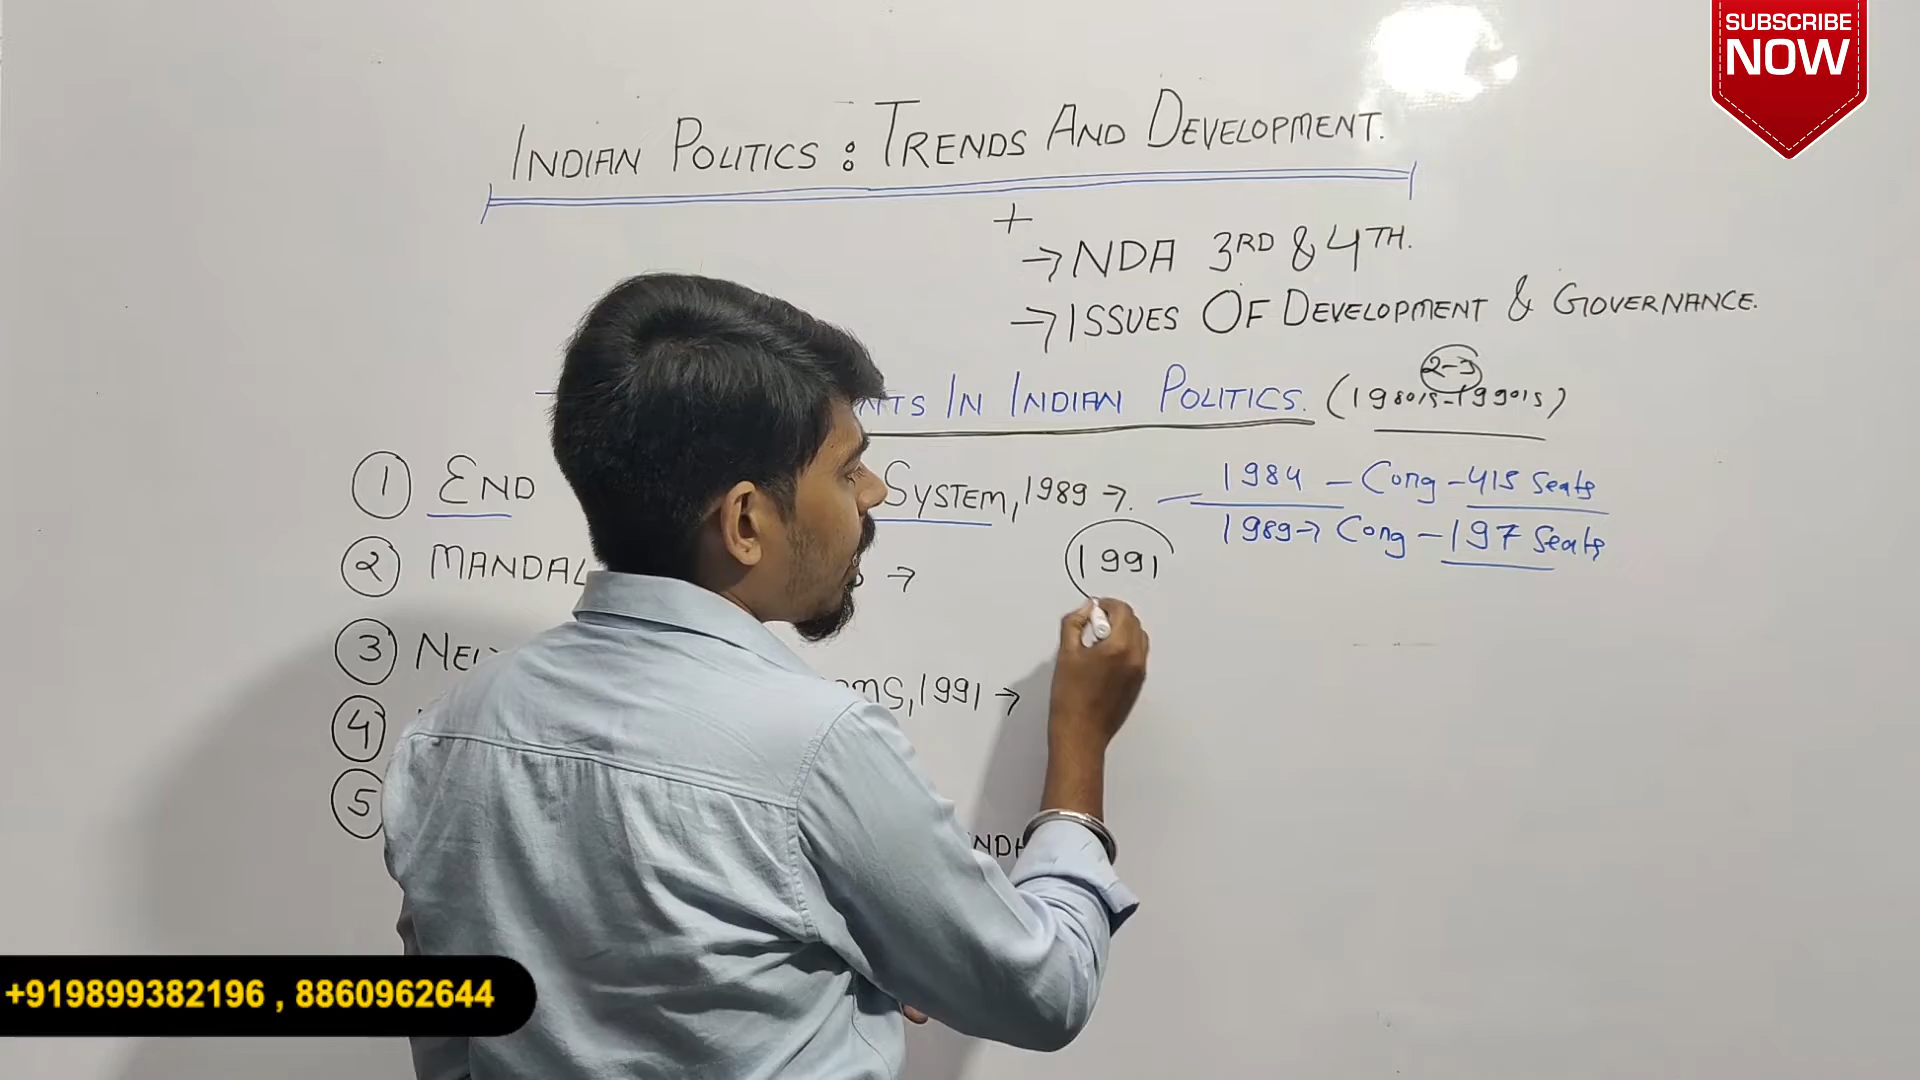 SUBSCRIBE
NOW
INDIAN POLITICS : TRENDS AND DEVELOPMENT.
+
→ NDA 3RD & 4TH.
→ ISSUES OF DEVELOPMENT & GOVERNANCE.
2-3
NTS IN INDIAN POLITICS. (1980's-1990's)
1 END SYSTEM, 1989 →.
1984 - Cong - 415 Seats
1989 → Cong - 197 Seats
2 MANDAL →
1991
3 NEW
MS, 1991 →
4
5
+919899382196 , 8860962644